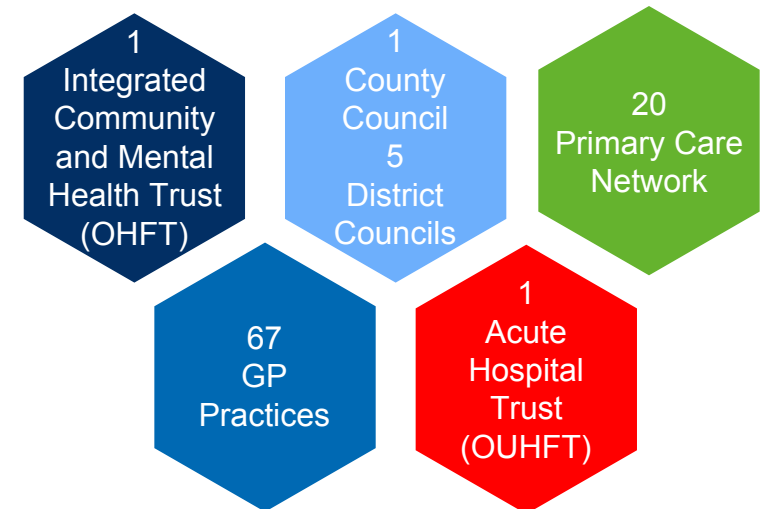 1
Integrated
Community
and Mental
Health Trust
(OHFT)
1
County
Council
5
District
Councils
20
Primary Care
Network
67
GP
Practices
1
Acute
Hospital
Trust
(OUHFT)